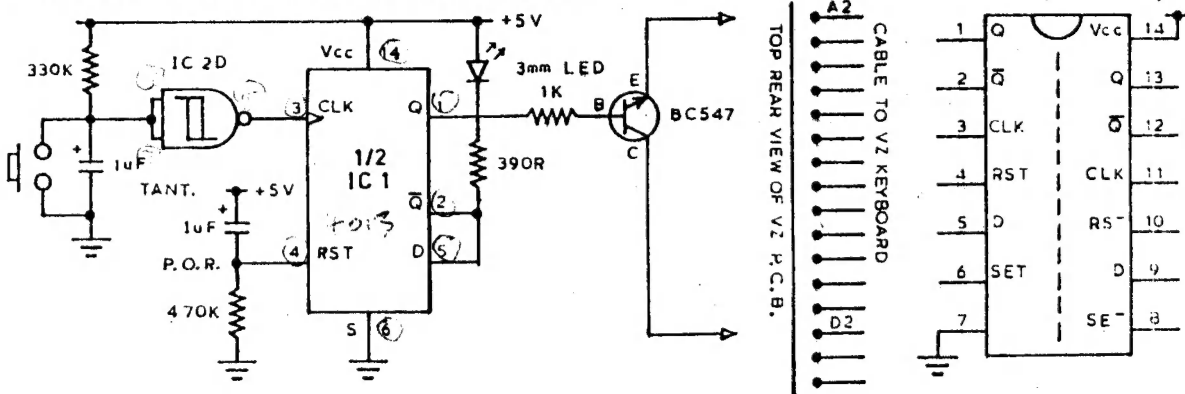 +5V
330K
IC 2D
Vcc 14
3mm LED
1K
3
CLK
Q
1
B
E
C
BC547
1uF
1/2
IC 1
390R
TANT.
+5V
1uF
Q̅
2
4013
P.O.R.
4
RST
D
5
470K
S
6
TOP REAR VIEW OF VZ P.C.B.
A2
D2
CABLE TO VZ KEYBOARD
1 Q Vcc 14
2 Q̅ Q 13
3 CLK Q̅ 12
4 RST CLK 11
5 D RS 10
6 SET D 9
7 SE 8